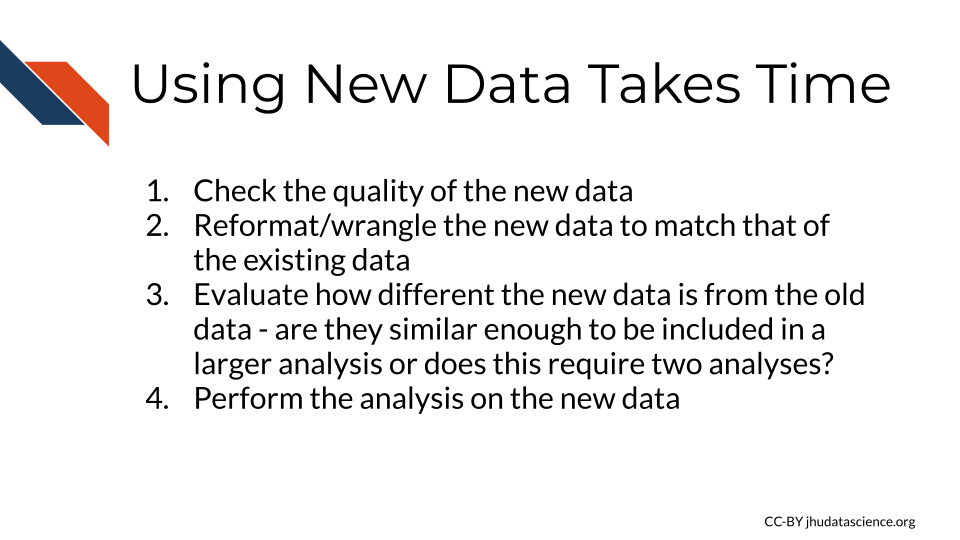 Using New Data Takes Time
1. Check the quality of the new data
2. Reformat/wrangle the new data to match that of
the existing data
3. Evaluate how different the new data is from the old
data - are they similar enough to be included in a
larger analysis or does this require two analyses?
4. Perform the analysis on the new data
CC-BY jhudatascience.org